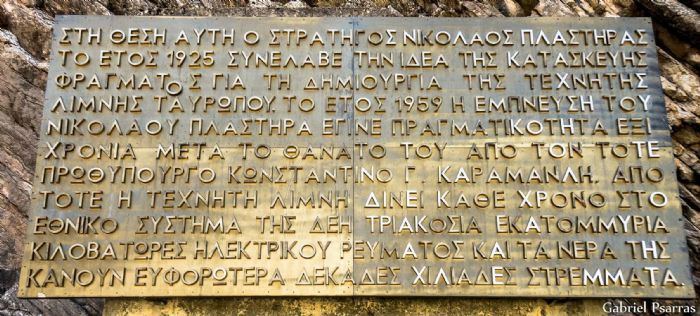 ΣΤΗ ΘΕΣΗ ΑΥΤΗ Ο ΣΤΡΑΤΗΓΟΣ ΝΙΚΟΛΑΟΣ ΠΛΑΣΤΗΡΑΣ
ΤΟ ΕΤΟΣ 1925 ΣΥΝΕΛΑΒΕ ΤΗΝ ΙΔΕΑ ΤΗΣ ΚΑΤΑΣΚΕΥΗΣ
ΦΡΑΓΜΑΤΟΣ ΓΙΑ ΤΗ ΔΗΜΙΟΥΡΓΙΑ ΤΗΣ ΤΕΧΝΗΤΗΣ
ΛΙΜΝΗΣ ΤΑΥΡΩΠΟΥ. ΤΟ ΕΤΟΣ 1959 Η ΕΜΠΝΕΥΣΗ ΤΟΥ
ΝΙΚΟΛΑΟΥ ΠΛΑΣΤΗΡΑ ΕΓΙΝΕ ΠΡΑΓΜΑΤΙΚΟΤΗΤΑ ΕΞΙ
ΧΡΟΝΙΑ ΜΕΤΑ ΤΟ ΘΑΝΑΤΟ ΤΟΥ ΑΠΟ ΤΟΝ ΤΟΤΕ
ΠΡΩΘΥΠΟΥΡΓΟ ΚΩΝΣΤΑΝΤΙΝΟ Γ. ΚΑΡΑΜΑΝΛΗ. ΑΠΟ
ΤΟΤΕ Η ΤΕΧΝΗΤΗ ΛΙΜΝΗ ΔΙΝΕΙ ΚΑΘΕ ΧΡΟΝΟ ΣΤΟ
ΕΘΝΙΚΟ ΣΥΣΤΗΜΑ ΤΗΣ ΔΕΗ ΤΡΙΑΚΟΣΙΑ ΕΚΑΤΟΜΜΥΡΙΑ
ΚΙΛΟΒΑΤΩΡΕΣ ΗΛΕΚΤΡΙΚΟΥ ΡΕΥΜΑΤΟΣ ΚΑΙ ΤΑ ΝΕΡΑ ΤΗΣ
ΚΑΝΟΥΝ ΕΥΦΟΡΩΤΕΡΑ ΔΕΚΑΔΕΣ ΧΙΛΙΑΔΕΣ ΣΤΡΕΜΜΑΤΑ.
Gabriel Psarras